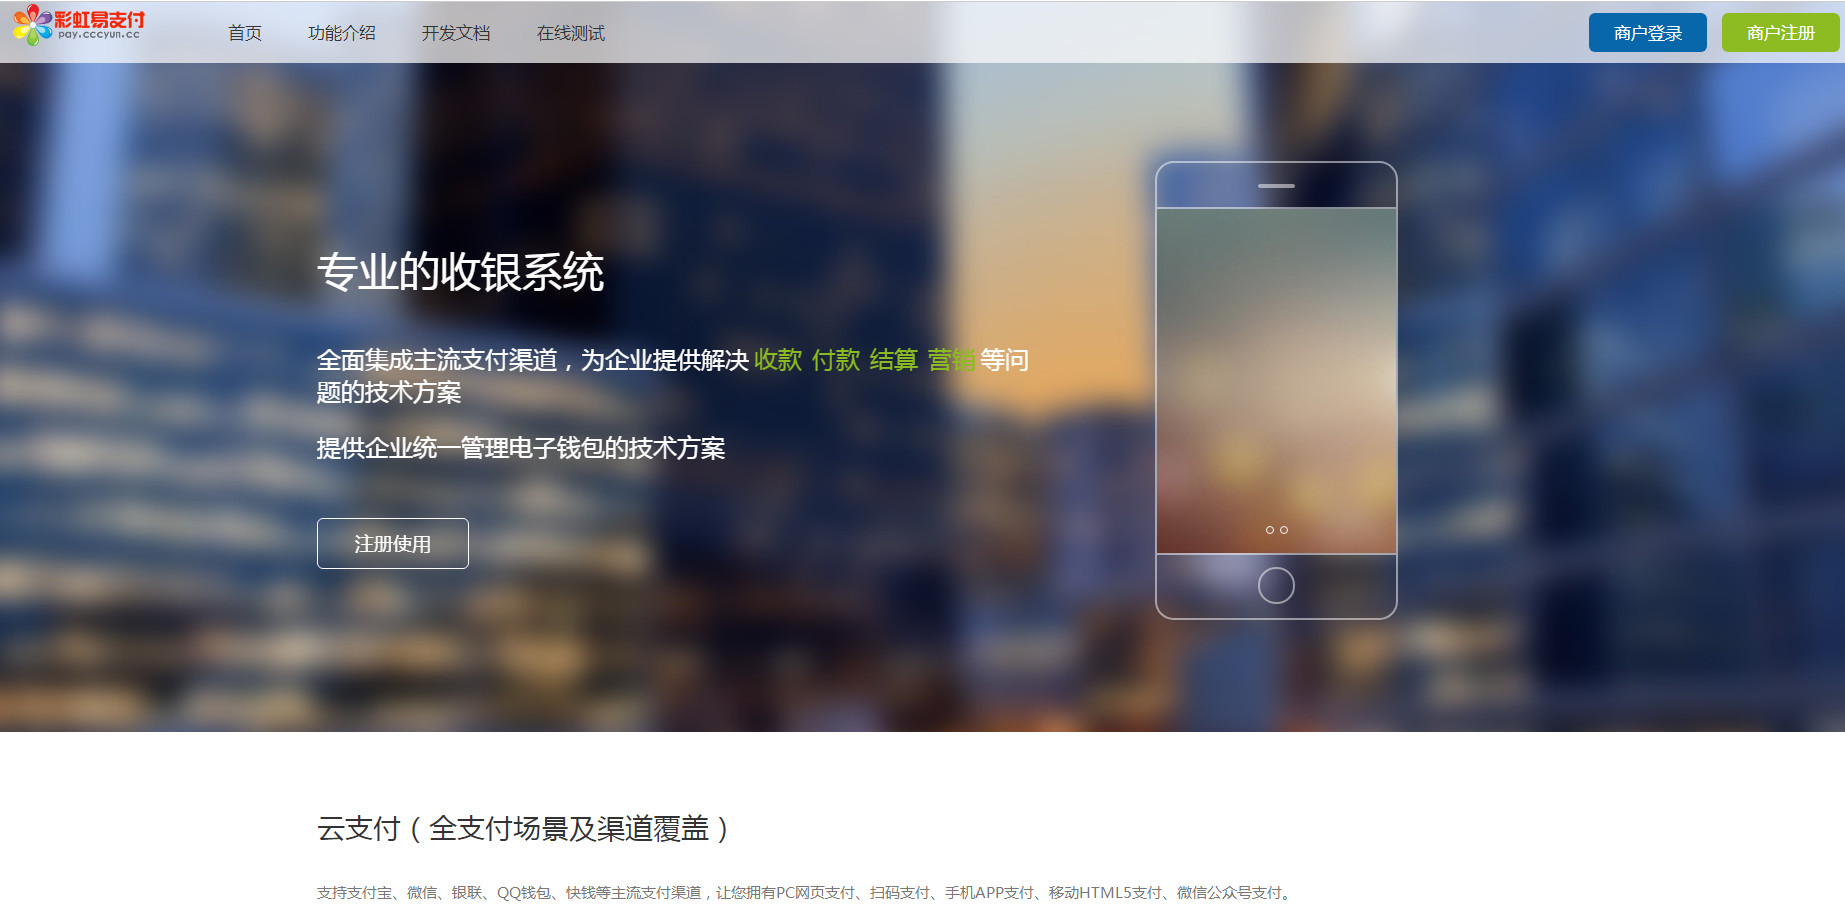 彩虹易支付
pay.cccyun.cc
首页 功能介绍 开发文档 在线测试 商户登录 商户注册
专业的收银系统
全面集成主流支付渠道，为企业提供解决 收款 付款 结算 营销 等问
题的技术方案
提供企业统一管理电子钱包的技术方案
注册使用
云支付（全支付场景及渠道覆盖）
支持支付宝、微信、银联、QQ钱包、快钱等主流支付渠道，让您拥有PC网页支付、扫码支付、手机APP支付、移动HTML5支付、微信公众号支付。